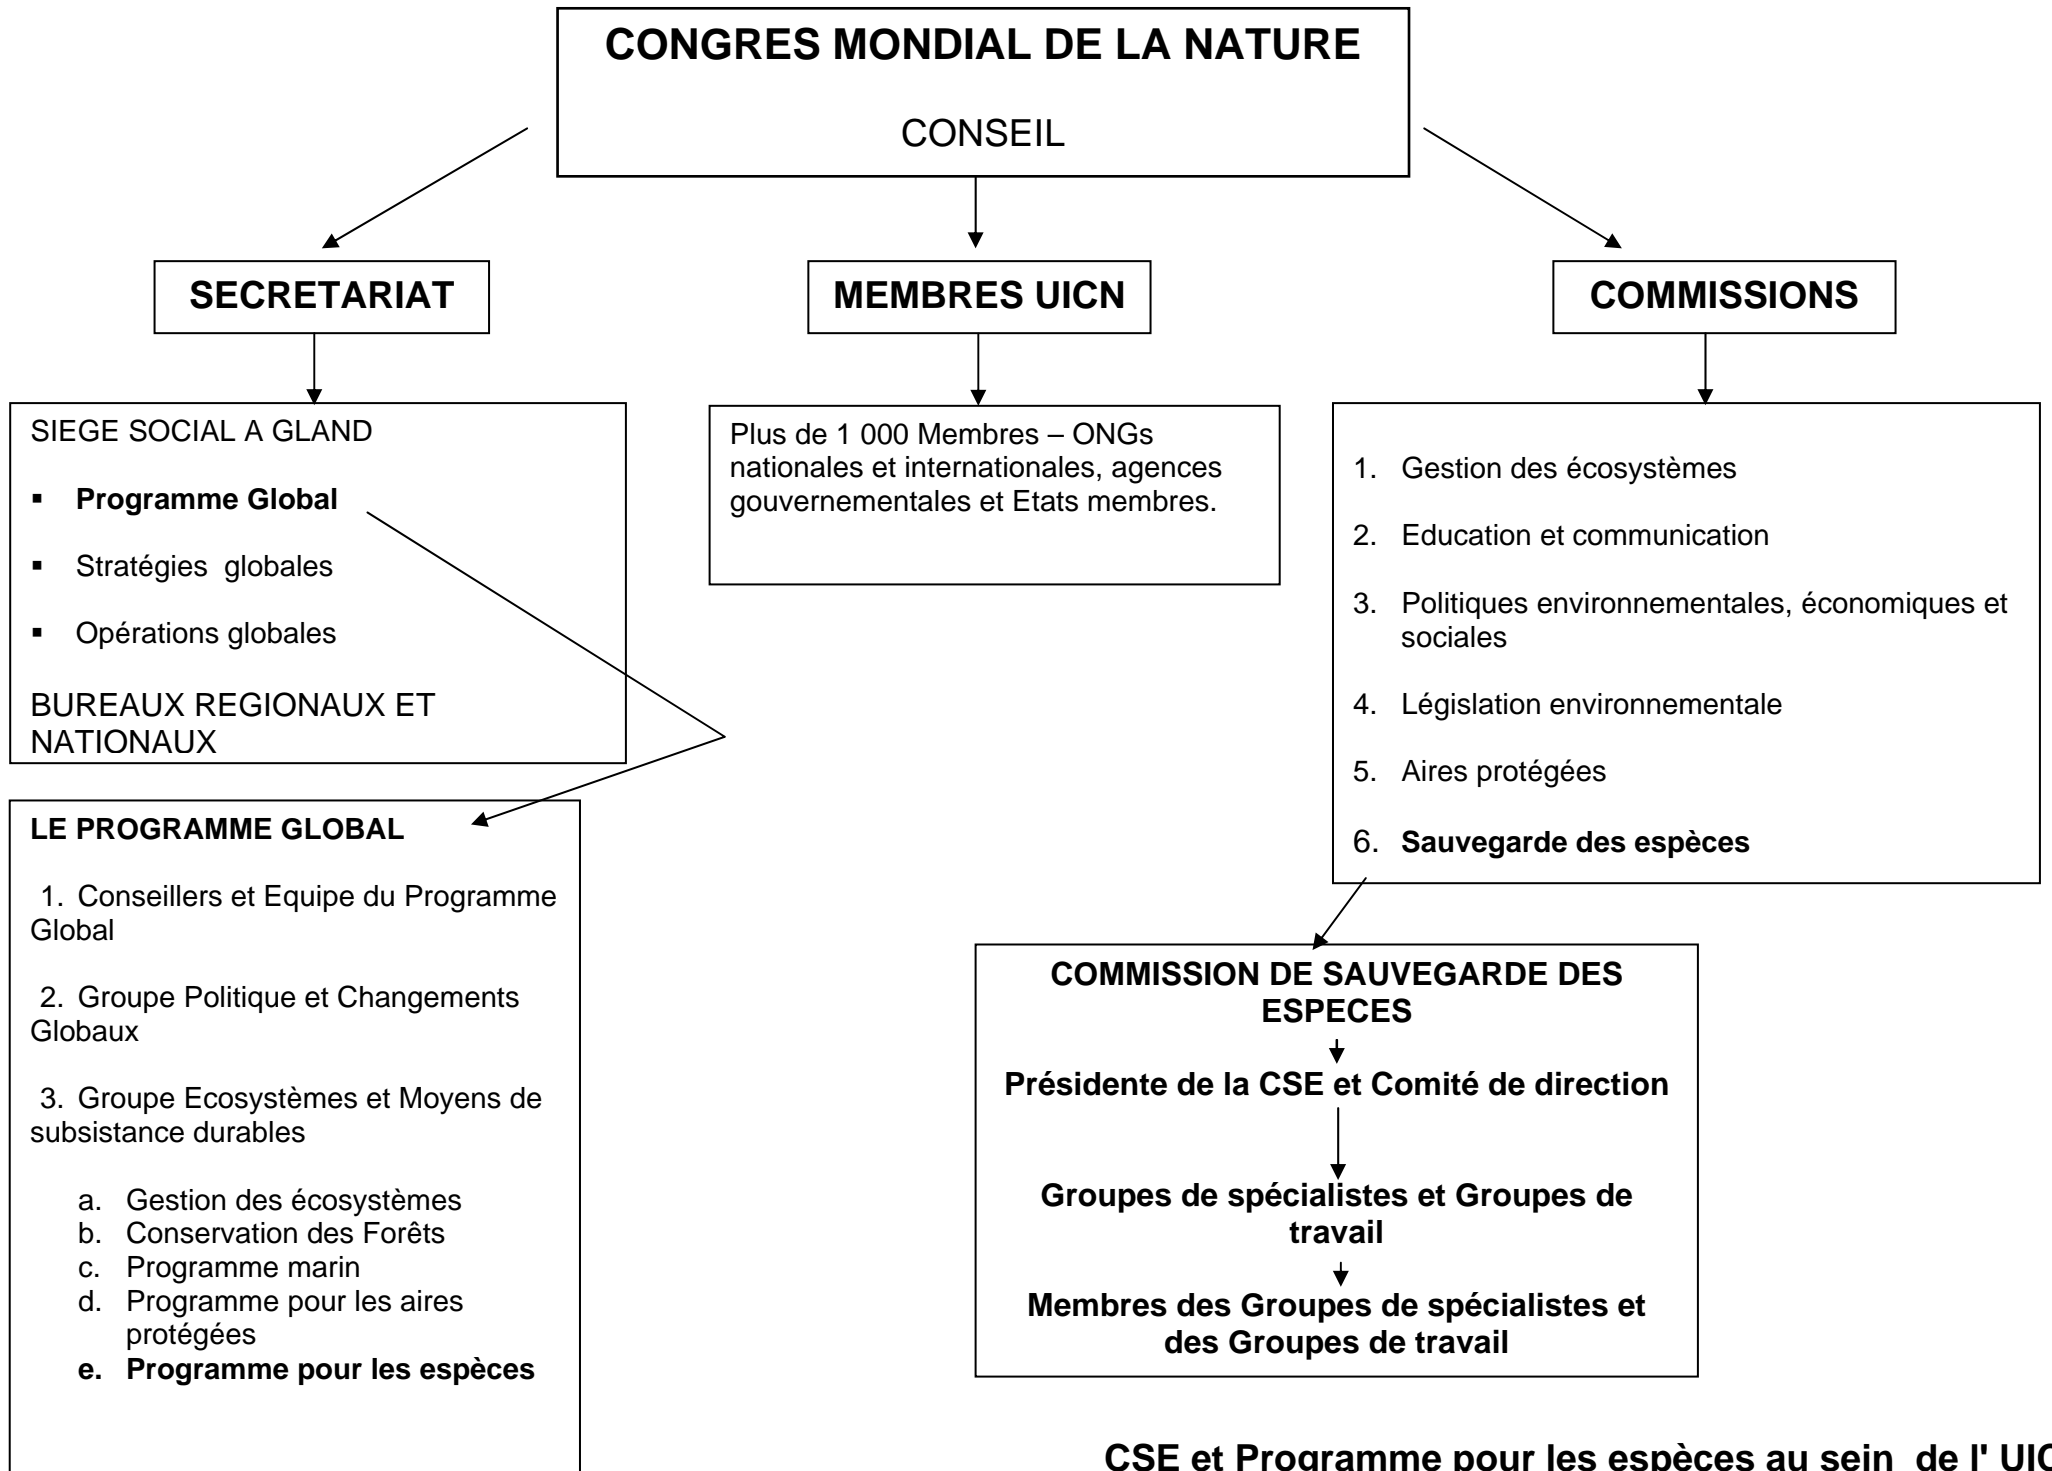 CONGRES MONDIAL DE LA NATURE
CONSEIL
SECRETARIAT
MEMBRES UICN
COMMISSIONS
SIEGE SOCIAL A GLAND
▪ Programme Global
▪ Stratégies globales
▪ Opérations globales
BUREAUX REGIONAUX ET
NATIONAUX
Plus de 1 000 Membres – ONGs
nationales et internationales, agences
gouvernementales et Etats membres.
1. Gestion des écosystèmes
2. Education et communication
3. Politiques environnementales, économiques et
sociales
4. Législation environnementale
5. Aires protégées
6. Sauvegarde des espèces
LE PROGRAMME GLOBAL
1. Conseillers et Equipe du Programme
Global
2. Groupe Politique et Changements
Globaux
3. Groupe Ecosystèmes et Moyens de
subsistance durables
a. Gestion des écosystèmes
b. Conservation des Forêts
c. Programme marin
d. Programme pour les aires
protégées
e. Programme pour les espèces
COMMISSION DE SAUVEGARDE DES
ESPECES
Présidente de la CSE et Comité de direction
Groupes de spécialistes et Groupes de
travail
Membres des Groupes de spécialistes et
des Groupes de travail
CSE et Programme pour les espèces au sein de l'